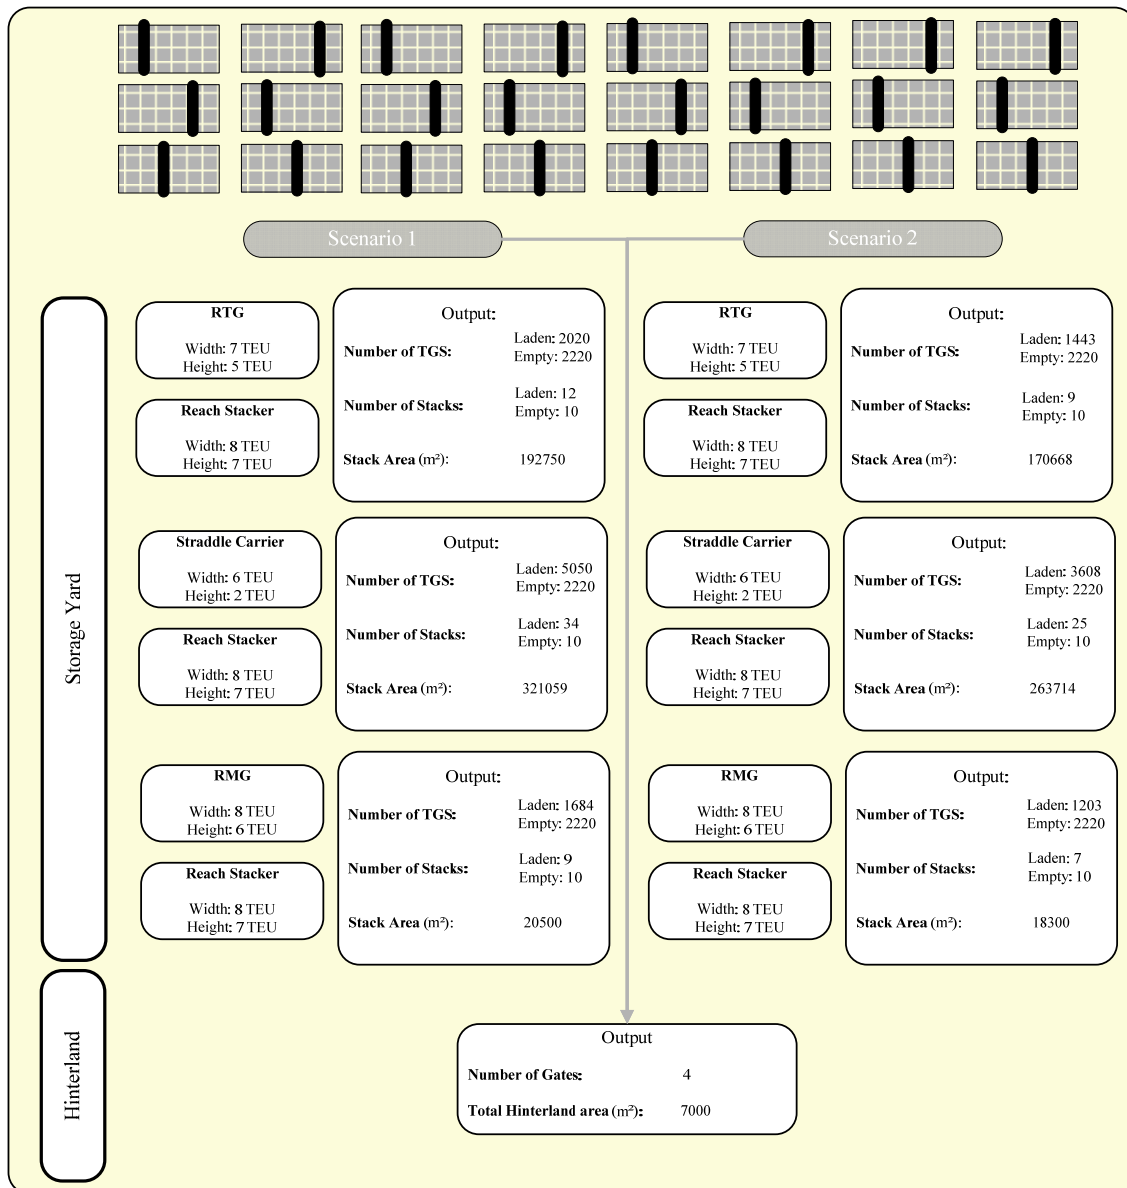 Scenario 1
Scenario 2
Storage Yard
RTG
Width: 7 TEU
Height: 5 TEU
Reach Stacker
Width: 8 TEU
Height: 7 TEU
Output:
Number of TGS:
Laden: 2020
Empty: 2220
Number of Stacks:
Laden: 12
Empty: 10
Stack Area (m²): 192750
RTG
Width: 7 TEU
Height: 5 TEU
Reach Stacker
Width: 8 TEU
Height: 7 TEU
Output:
Number of TGS:
Laden: 1443
Empty: 2220
Number of Stacks:
Laden: 9
Empty: 10
Stack Area (m²): 170668
Straddle Carrier
Width: 6 TEU
Height: 2 TEU
Reach Stacker
Width: 8 TEU
Height: 7 TEU
Output:
Number of TGS:
Laden: 5050
Empty: 2220
Number of Stacks:
Laden: 34
Empty: 10
Stack Area (m²): 321059
Straddle Carrier
Width: 6 TEU
Height: 2 TEU
Reach Stacker
Width: 8 TEU
Height: 7 TEU
Output:
Number of TGS:
Laden: 3608
Empty: 2220
Number of Stacks:
Laden: 25
Empty: 10
Stack Area (m²): 263714
RMG
Width: 8 TEU
Height: 6 TEU
Reach Stacker
Width: 8 TEU
Height: 7 TEU
Output:
Number of TGS:
Laden: 1684
Empty: 2220
Number of Stacks:
Laden: 9
Empty: 10
Stack Area (m²): 20500
RMG
Width: 8 TEU
Height: 6 TEU
Reach Stacker
Width: 8 TEU
Height: 7 TEU
Output:
Number of TGS:
Laden: 1203
Empty: 2220
Number of Stacks:
Laden: 7
Empty: 10
Stack Area (m²): 18300
Hinterland
Output
Number of Gates: 4
Total Hinterland area (m²): 7000